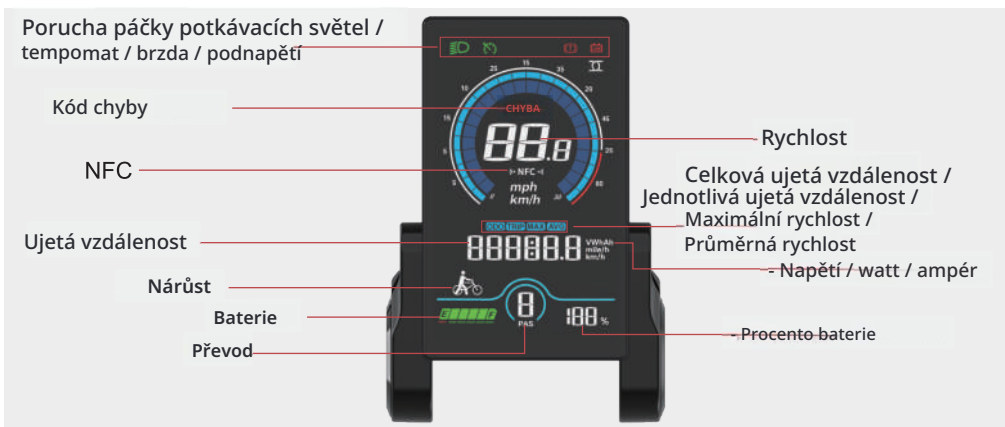 Porucha páčky potkávacích světel /
tempomat / brzda / podnapětí
Kód chyby
NFC
Ujetá vzdálenost
Nárůst
Baterie
Převod
Rychlost
Celková ujetá vzdálenost /
Jednotlivá ujetá vzdálenost /
Maximální rychlost /
Průměrná rychlost
- Napětí / watt / ampér
- Procento baterie
CHYBA
88.8
NFC
mph
km/h
ODO TRIP MAX AVG
88888.8
VWhAh
mile/h
km/h
E F
8
PAS
188 %